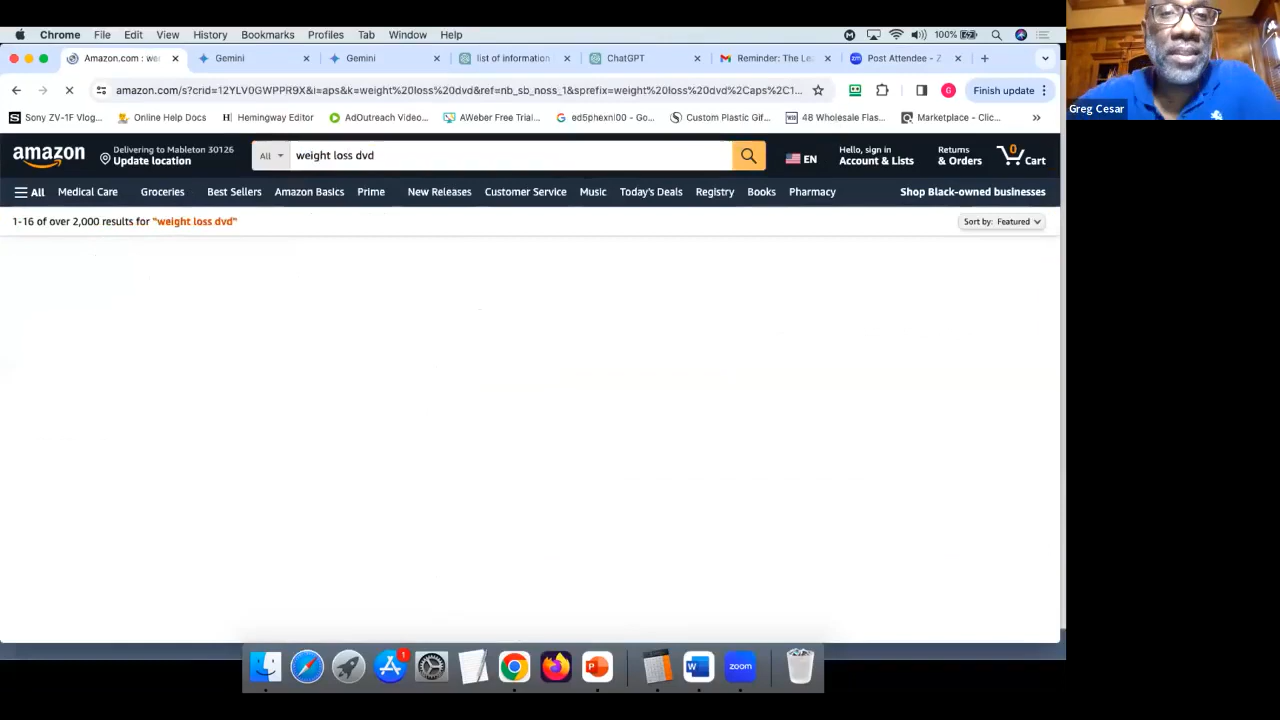 Chrome File Edit View History Bookmarks Profiles Tab Window Help 100%
Amazon.com : we Gemini Gemini list of information ChatGPT Reminder: The Lea Post Attendee - Z
amazon.com/s?crid=12YLV0GWPPR9X&i=aps&k=weight%20loss%20dvd&ref=nb_sb_noss_1&sprefix=weight%20loss%20dvd%2Caps%2C1... G Finish update
Sony ZV-1F Vlog... Online Help Docs Hemingway Editor AdOutreach Video... AWeber Free Trial... ed5phexnl00 - Go... Custom Plastic Gif... 48 Wholesale Flas... Marketplace - Clic...
amazon Delivering to Mableton 30126 All weight loss dvd EN Hello, sign in Returns 0
Update location Account & Lists & Orders Cart
All Medical Care Groceries Best Sellers Amazon Basics Prime New Releases Customer Service Music Today's Deals Registry Books Pharmacy Shop Black-owned businesses
1-16 of over 2,000 results for "weight loss dvd" Sort by: Featured
Greg Cesar
1
W
P
zoom